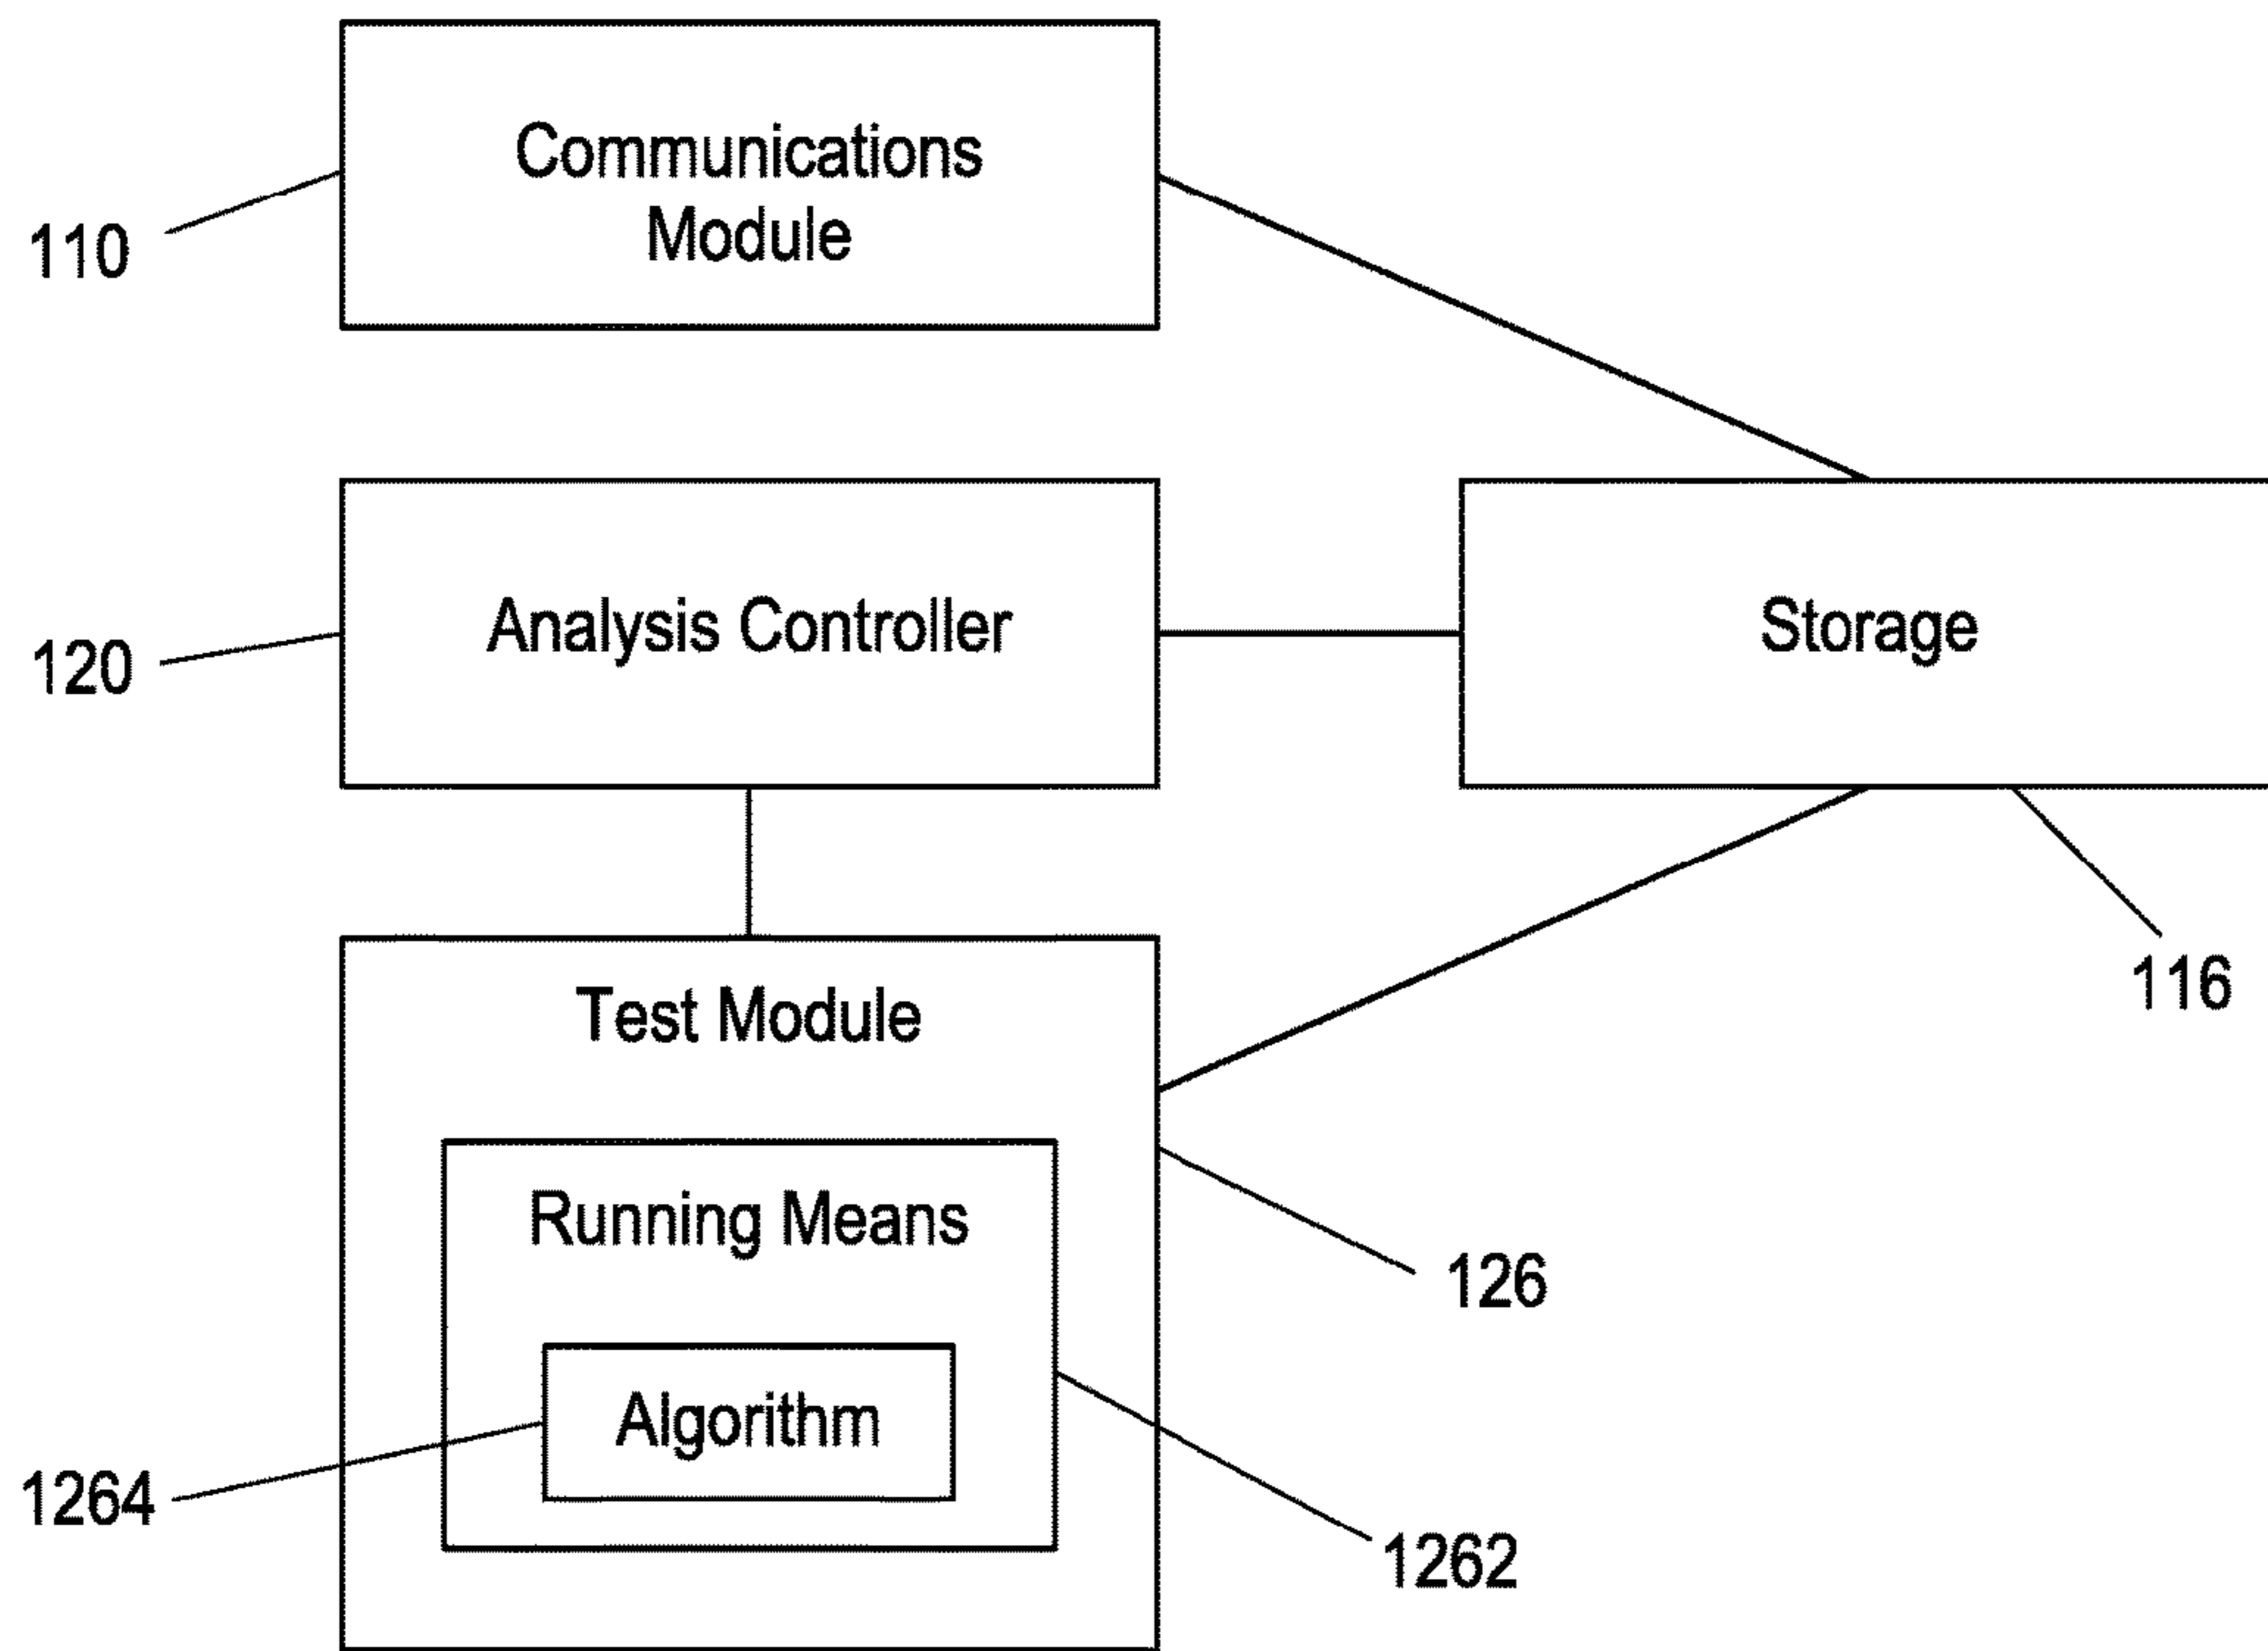 Communications
Module
110
Analysis Controller
Storage
120
Test Module
116
Running Means
126
Algorithm
1264
1262